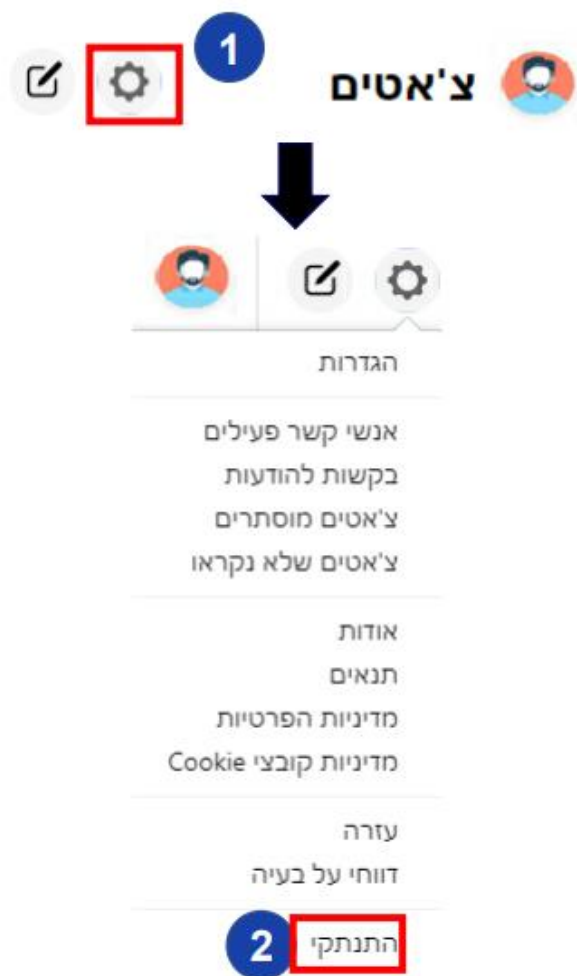 1
צ'אטים
הגדרות
אנשי קשר פעילים
בקשות להודעות
צ'אטים מוסתרים
צ'אטים שלא נקראו
אודות
תנאים
מדיניות הפרטיות
מדיניות קובצי Cookie
עזרה
דווחי על בעיה
התנתקי
2